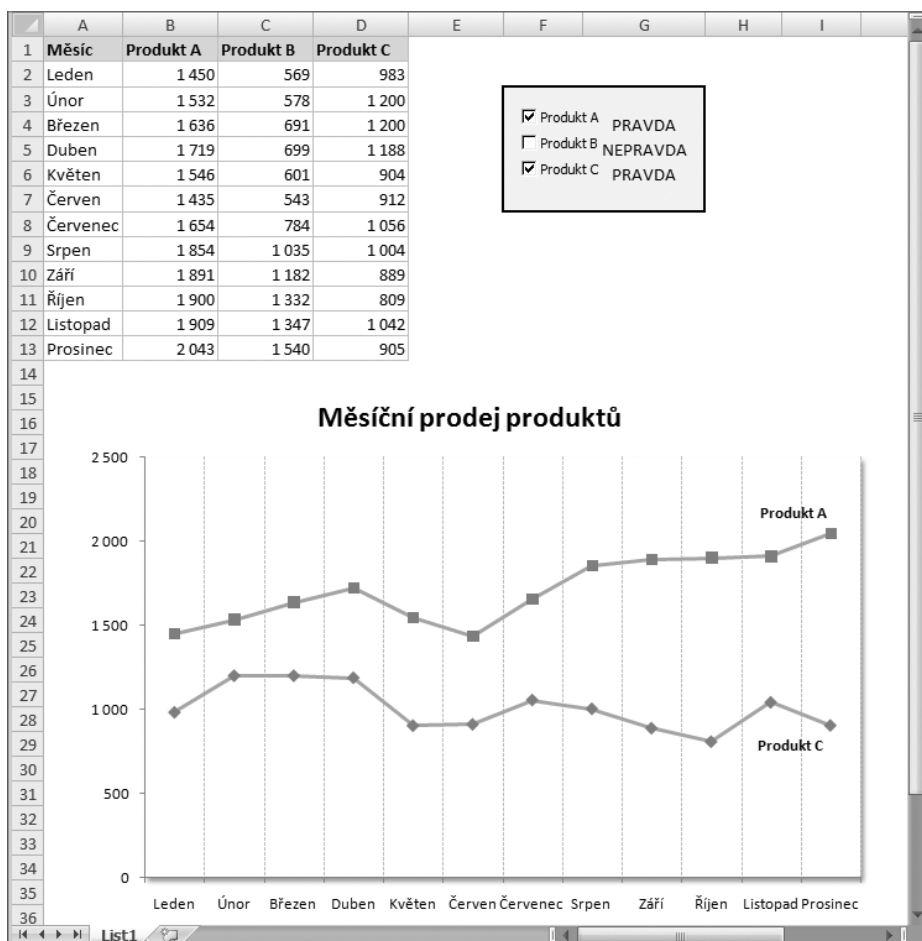 A B C D E F G H I
1 Měsíc Produkt A Produkt B Produkt C
2 Leden 1 450 569 983
3 Únor 1 532 578 1 200
4 Březen 1 636 691 1 200
5 Duben 1 719 699 1 188
6 Květen 1 546 601 904
7 Červen 1 435 543 912
8 Červenec 1 654 784 1 056
9 Srpen 1 854 1 035 1 004
10 Září 1 891 1 182 889
11 Říjen 1 900 1 332 809
12 Listopad 1 909 1 347 1 042
13 Prosinec 2 043 1 540 905
Produkt A PRAVDA
Produkt B NEPRAVDA
Produkt C PRAVDA
14
15
16
17
18
19
20
21
22
23
24
25
26
27
28
29
30
31
32
33
34
35
36
Měsíční prodej produktů
2 500
2 000
1 500
1 000
500
0
Produkt A
Produkt C
Leden Únor Březen Duben Květen Červen Červenec Srpen Září Říjen Listopad Prosinec
List1